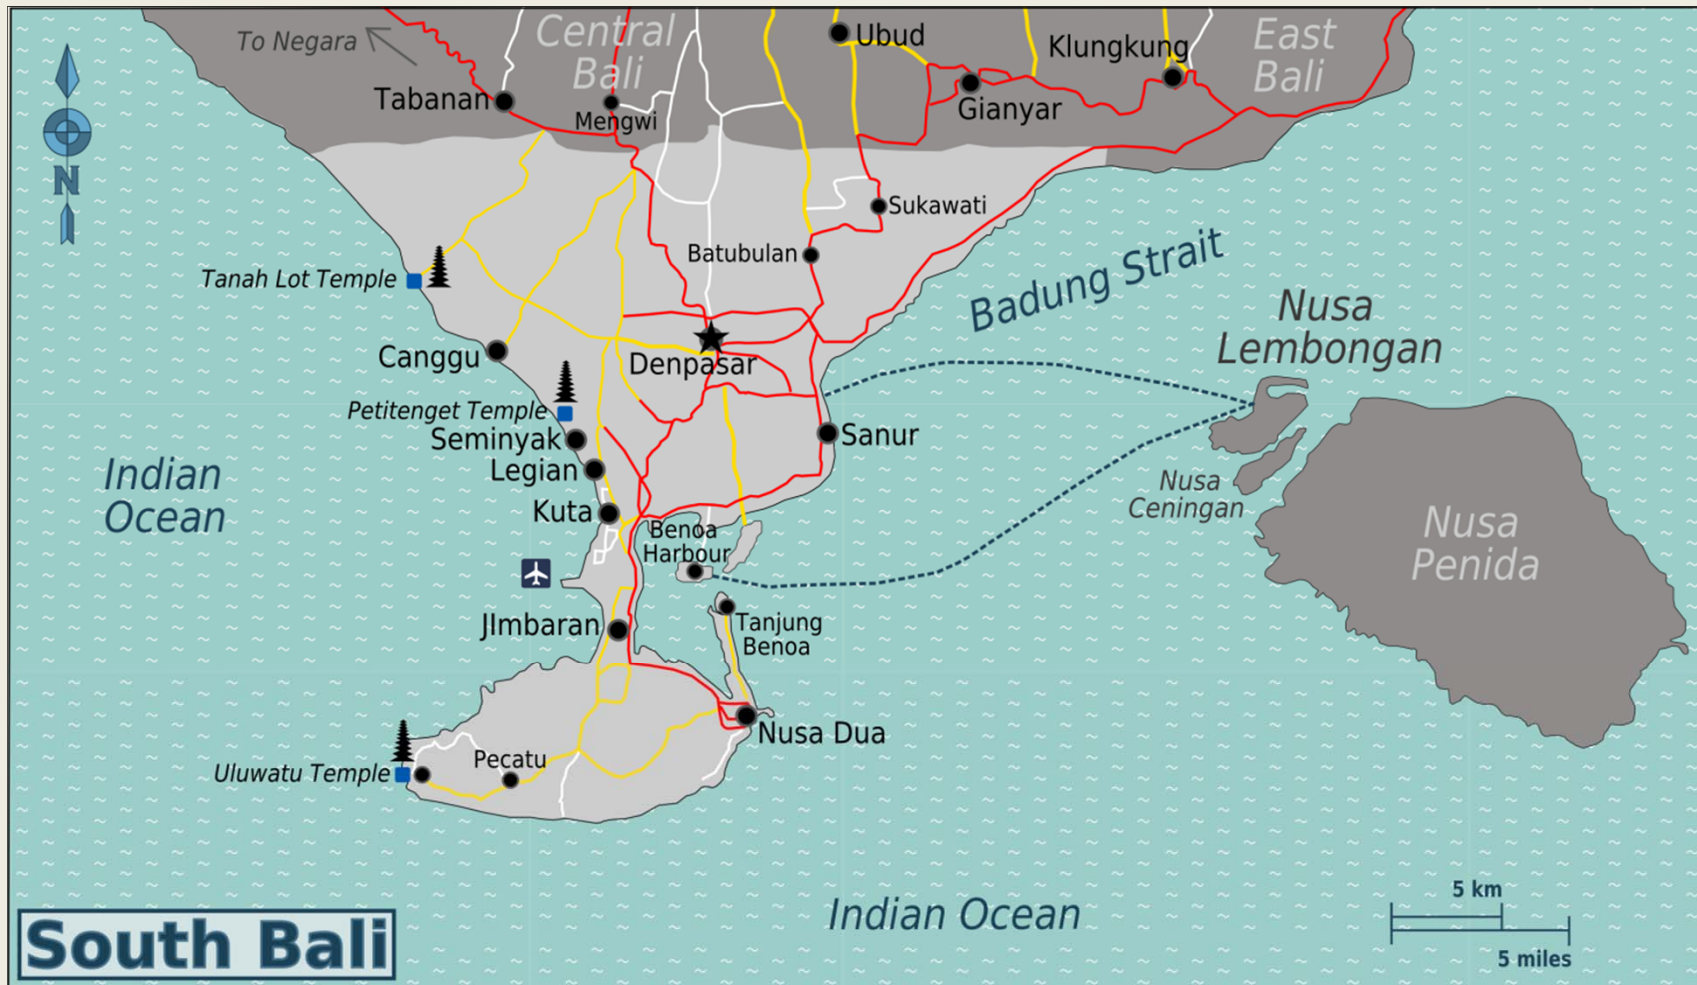 To Negara
Central
Bali
Ubud
Klungkung
East
Bali
Tabanan
Mengwi
Gianyar
N
Sukawati
Batubulan
Tanah Lot Temple
Badung Strait
Nusa
Lembongan
Canggu
Denpasar
Petitenget Temple
Seminyak
Sanur
Legian
Indian
Ocean
Nusa
Ceningan
Kuta
Benoa
Harbour
Nusa
Penida
JImbaran
Tanjung
Benoa
Nusa Dua
Pecatu
Uluwatu Temple
Indian Ocean
5 km
5 miles
South Bali